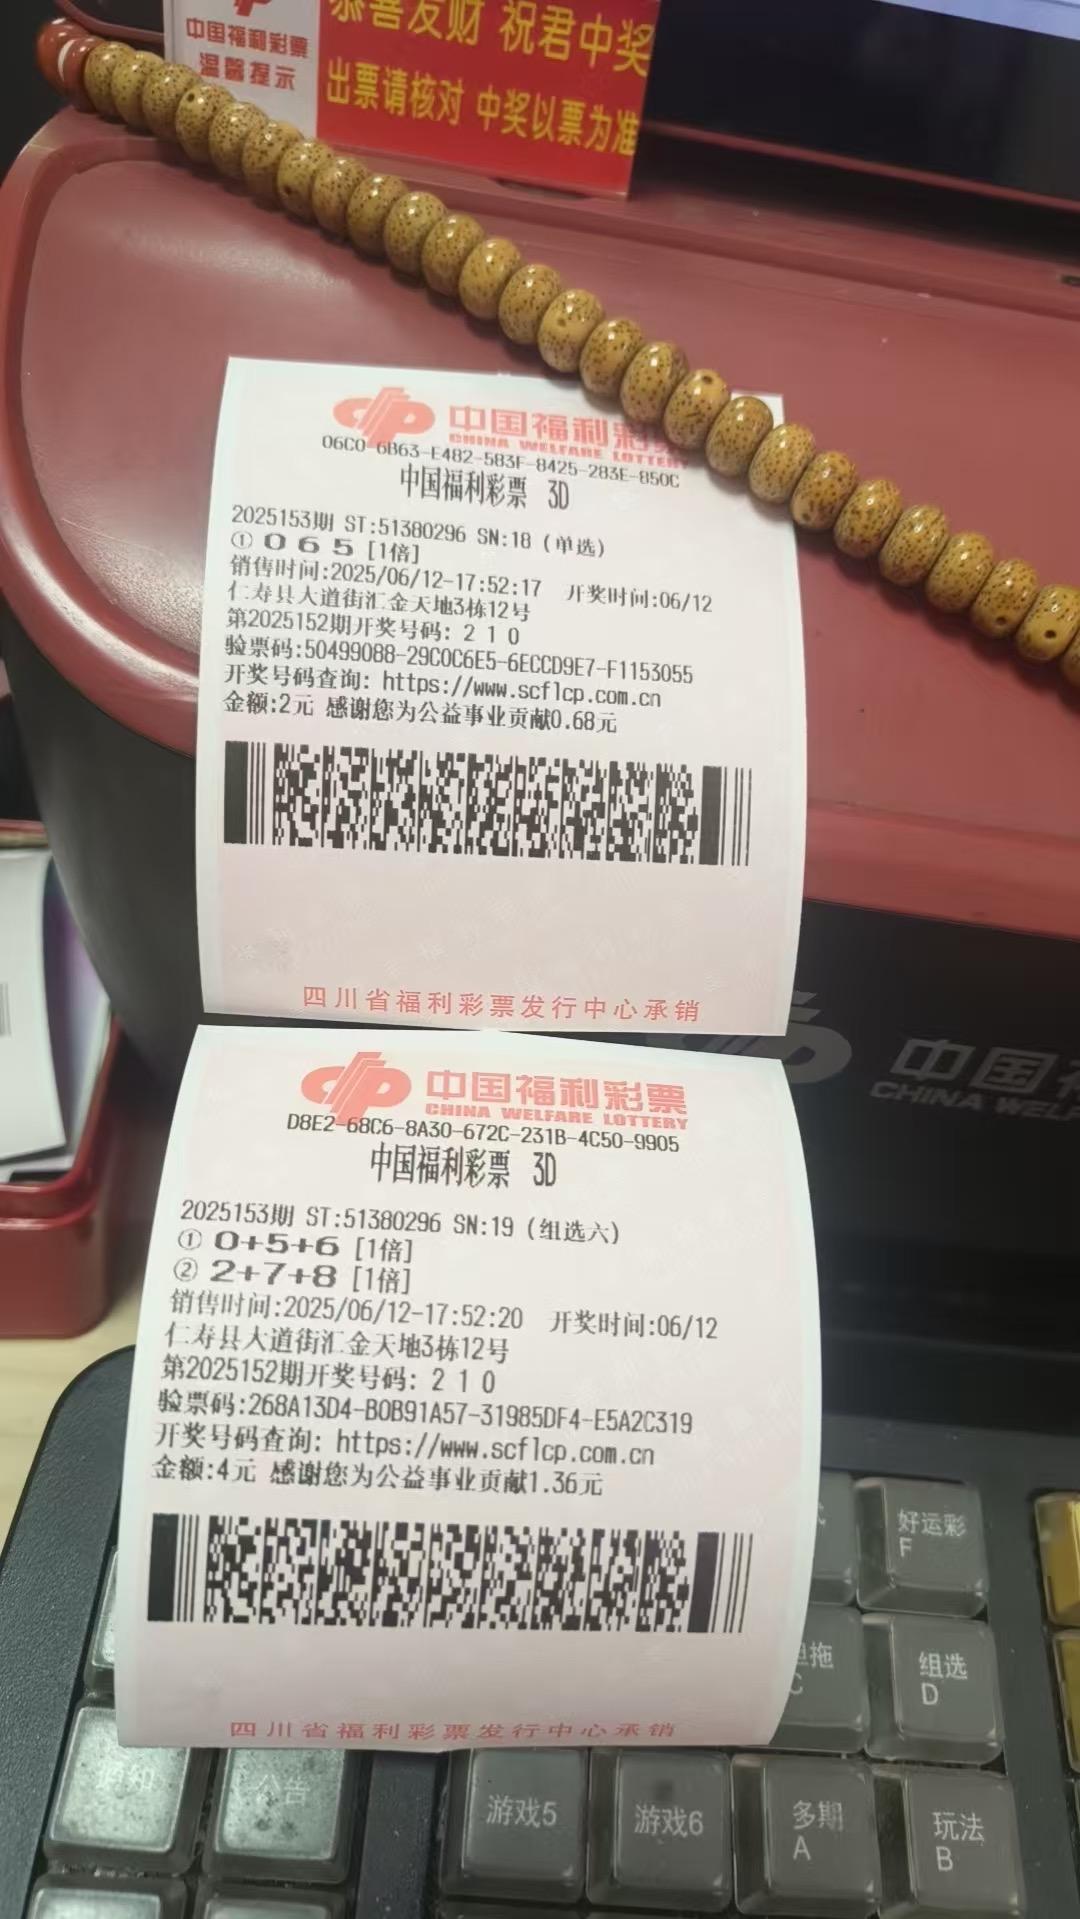 恭喜发财 祝君中奖
中国福利彩票
温馨提示
出票请核对 中奖以票为准
中国福利彩票
CHINA WELFARE LOTTERY
06C0-6B63-E482-583F-8425-283E-850C
中国福利彩票 3D
2025153期 ST:51380296 SN:18 (单选)
① 0 6 5 [1倍]
销售时间:2025/06/12-17:52:17 开奖时间:06/12
仁寿县大道街汇金天地3栋12号
第2025152期开奖号码: 2 1 0
验票码:50499088-29C0C6E5-6ECCD9E7-F1153055
开奖号码查询: https://www.scflcp.com.cn
金额:2元 感谢您为公益事业贡献0.68元
四川省福利彩票发行中心承销
中国福
CHINA WELF
中国福利彩票
CHINA WELFARE LOTTERY
D8E2-68C6-8A30-672C-231B-4C50-9905
中国福利彩票 3D
2025153期 ST:51380296 SN:19 (组选六)
① 0+5+6 [1倍]
② 2+7+8 [1倍]
销售时间:2025/06/12-17:52:20 开奖时间:06/12
仁寿县大道街汇金天地3栋12号
第2025152期开奖号码: 2 1 0
验票码:268A13D4-B0B91A57-31985DF4-E5A2C319
开奖号码查询: https://www.scflcp.com.cn
金额:4元 感谢您为公益事业贡献1.36元
四川省福利彩票发行中心承销
好运彩
F
胆拖
C
组选
D
公告
游戏5
游戏6
多期
A
玩法
B